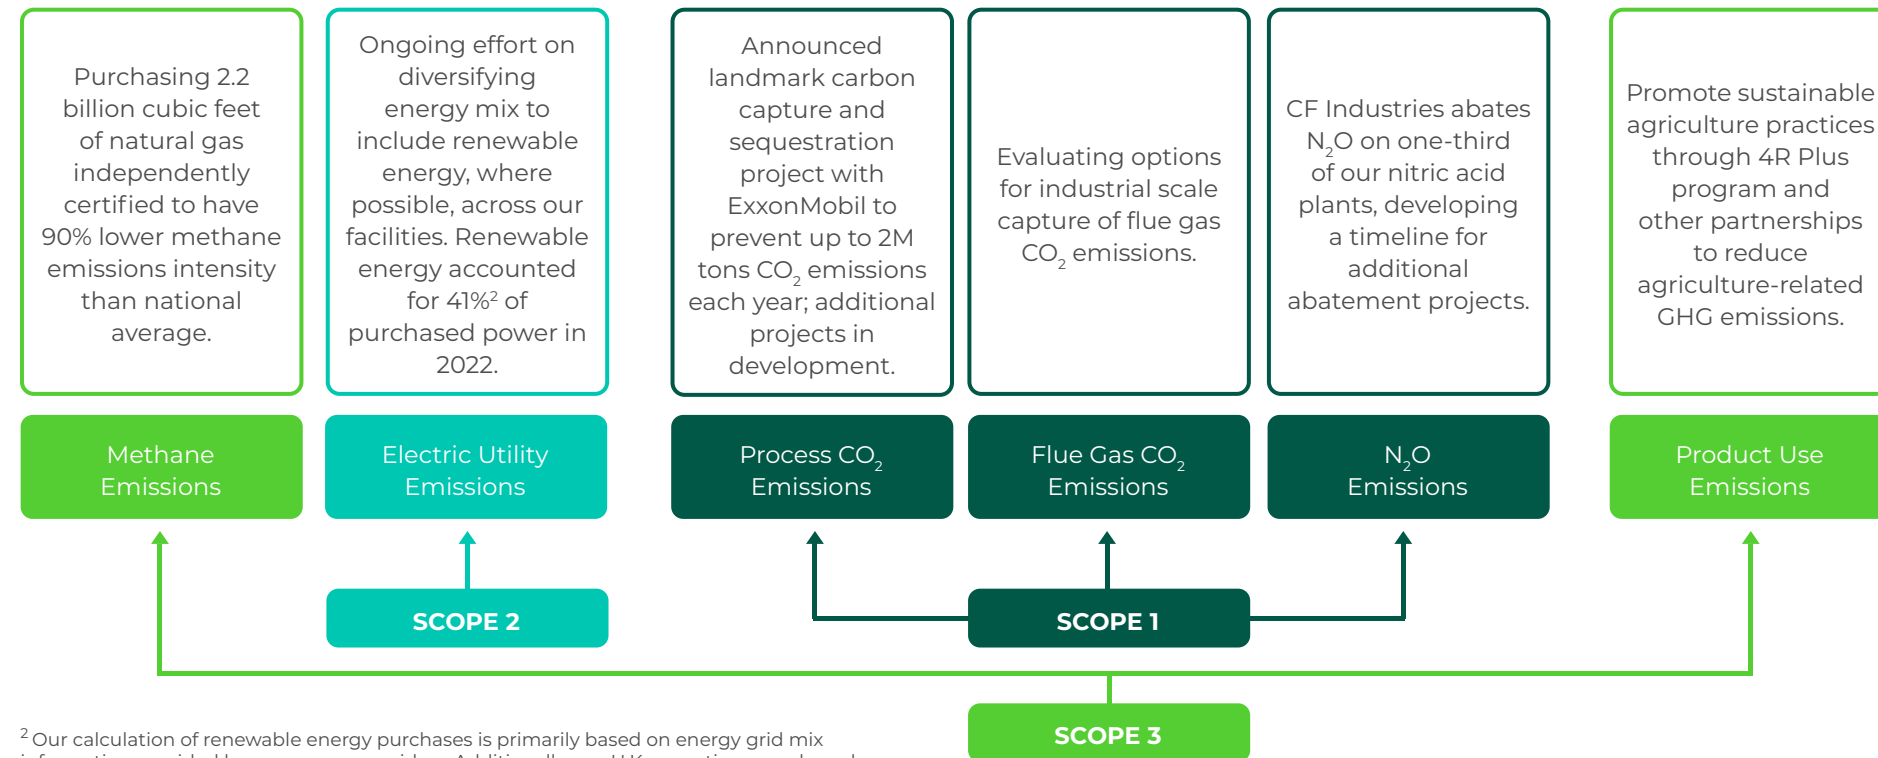 Purchasing 2.2
billion cubic feet
of natural gas
independently
certified to have
90% lower methane
emissions intensity
than national
average.
Ongoing effort on
diversifying
energy mix to
include renewable
energy, where
possible, across our
facilities. Renewable
energy accounted
for 41%² of
purchased power in
2022.
Announced
landmark carbon
capture and
sequestration
project with
ExxonMobil to
prevent up to 2M
tons CO₂ emissions
each year; additional
projects in
development.
Evaluating options
for industrial scale
capture of flue gas
CO₂ emissions.
CF Industries abates
N₂O on one-third
of our nitric acid
plants, developing
a timeline for
additional
abatement projects.
Promote sustainable
agriculture practices
through 4R Plus
program and
other partnerships
to reduce
agriculture-related
GHG emissions.
Methane
Emissions
Electric Utility
Emissions
Process CO₂
Emissions
Flue Gas CO₂
Emissions
N₂O
Emissions
Product Use
Emissions
SCOPE 2
SCOPE 1
SCOPE 3
² Our calculation of renewable energy purchases is primarily based on energy grid mix